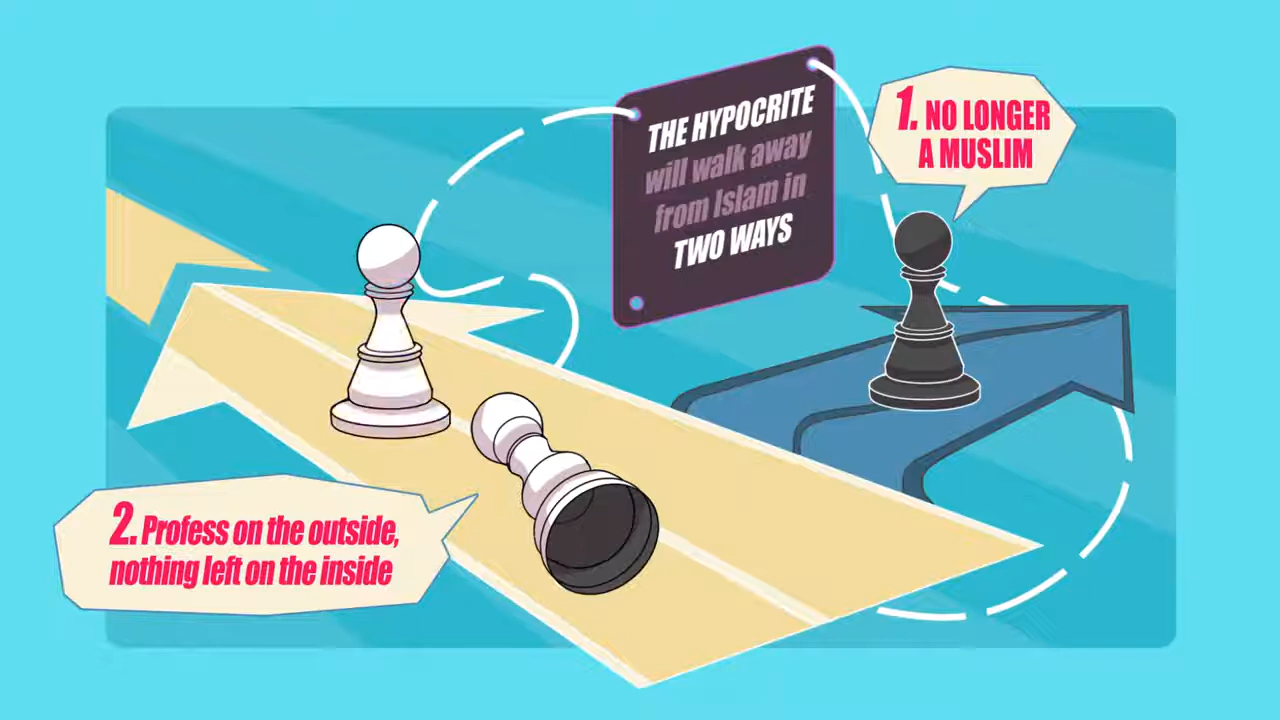 THE HYPOCRITE
will walk away
from Islam in
TWO WAYS
1. NO LONGER
A MUSLIM
2. Profess on the outside,
nothing left on the inside